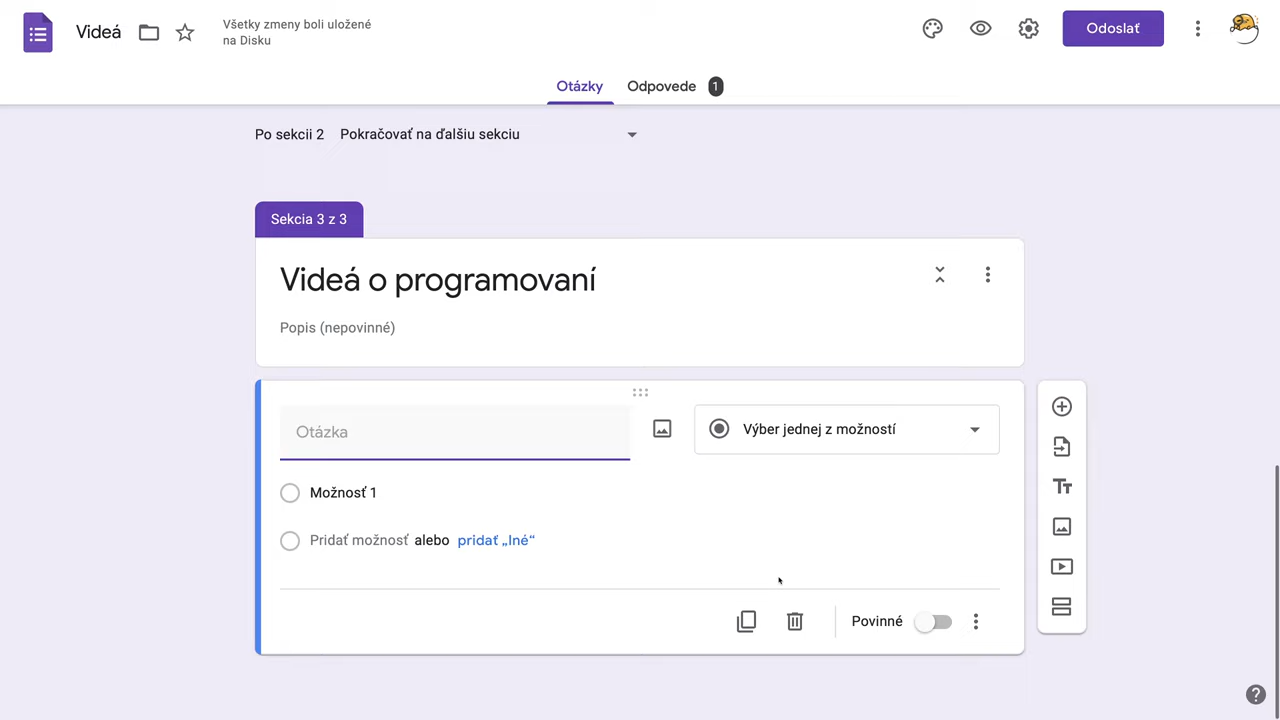 Videá
Všetky zmeny boli uložené
na Disku
Odoslať
Otázky
Odpovede 1
Po sekcii 2 Pokračovať na ďalšiu sekciu
Sekcia 3 z 3
Videá o programovaní
Popis (nepovinné)
Otázka
Výber jednej z možností
Možnosť 1
Pridať možnosť alebo pridať „Iné“
Povinné